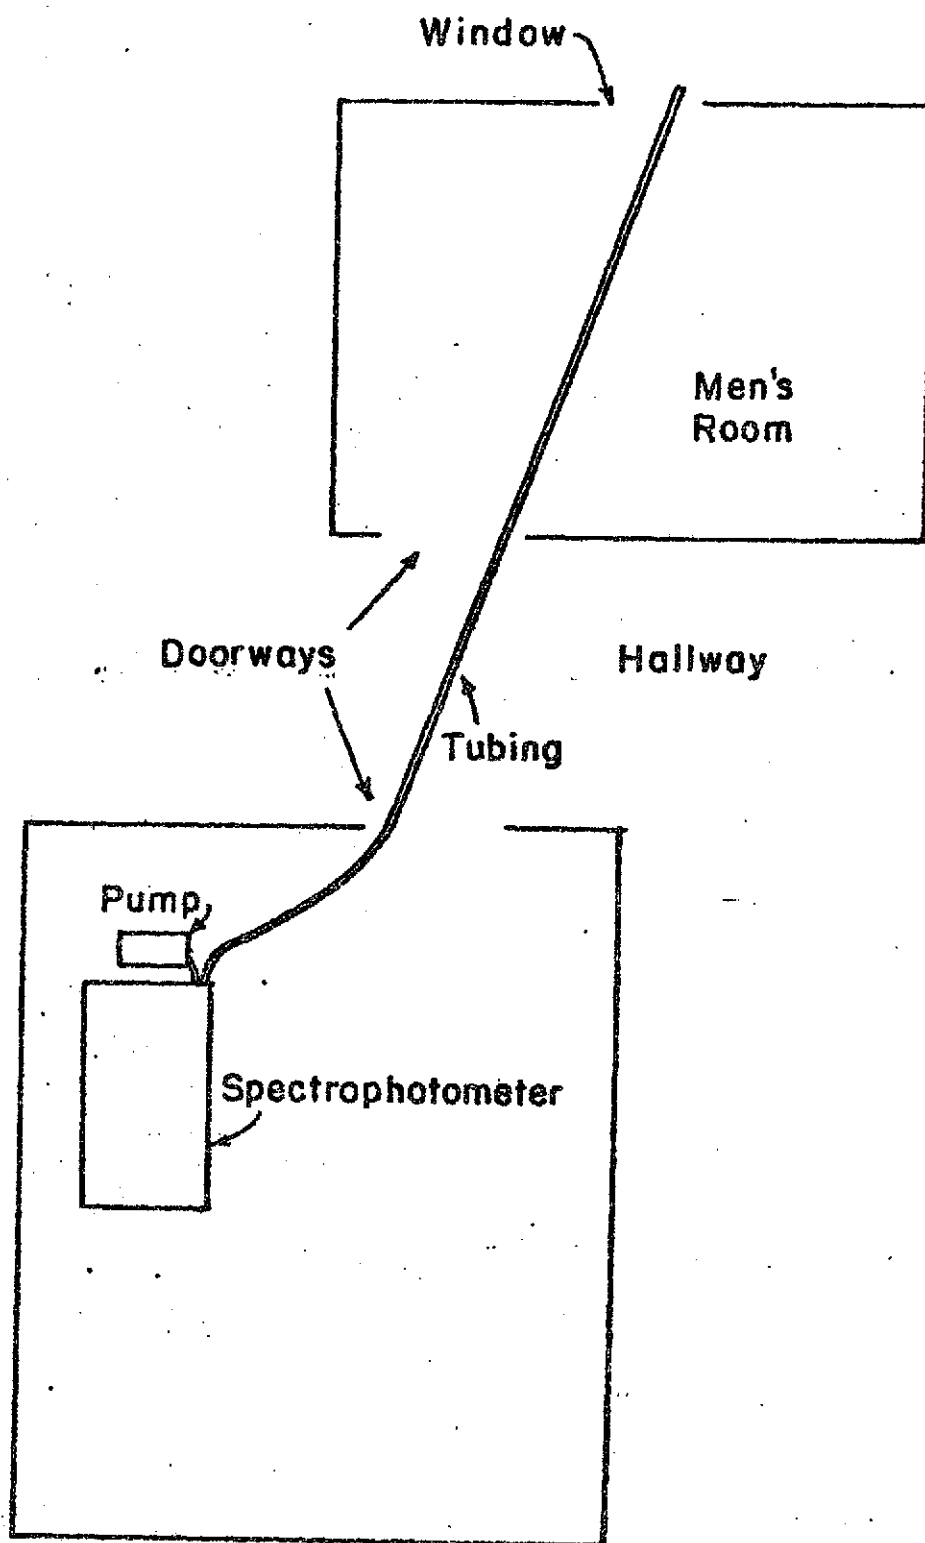 Window
Men's
Room
Doorways
Hallway
Tubing
Pump
Spectrophotometer